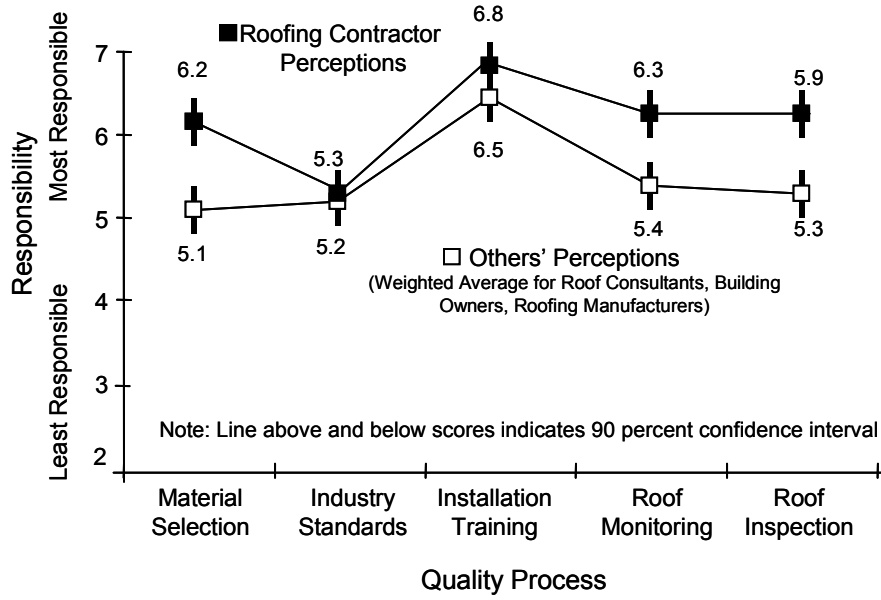 Roofing Contractor
Perceptions
6.8
7
6.2
6.3
5.9
6
5.3
6.5
5
5.1
5.2
5.4
5.3
Others' Perceptions
(Weighted Average for Roof Consultants, Building
Owners, Roofing Manufacturers)
4
3
Note: Line above and below scores indicates 90 percent confidence interval
2
Responsibility
Most Responsible
Least Responsible
Material
Selection
Industry
Standards
Installation
Training
Roof
Monitoring
Roof
Inspection
Quality Process